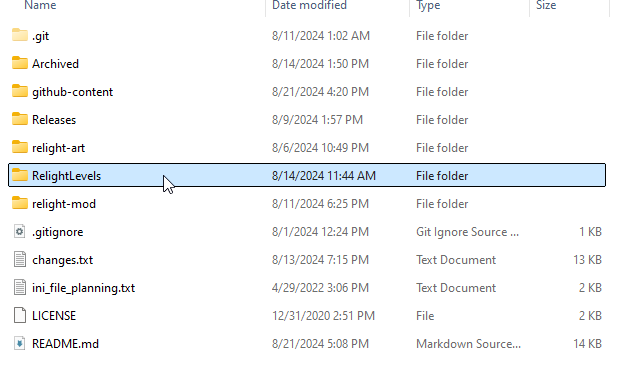 Name Date modified Type Size
.git 8/11/2024 1:02 AM File folder
Archived 8/14/2024 1:50 PM File folder
github-content 8/21/2024 4:20 PM File folder
Releases 8/9/2024 1:57 PM File folder
relight-art 8/6/2024 10:49 PM File folder
RelightLevels 8/14/2024 11:44 AM File folder
relight-mod 8/11/2024 6:25 PM File folder
.gitignore 8/1/2024 12:24 PM Git Ignore Source ... 1 KB
changes.txt 8/13/2024 7:15 PM Text Document 13 KB
ini_file_planning.txt 4/29/2022 3:06 PM Text Document 2 KB
LICENSE 12/31/2020 2:51 PM File 2 KB
README.md 8/21/2024 5:08 PM Markdown Source... 14 KB